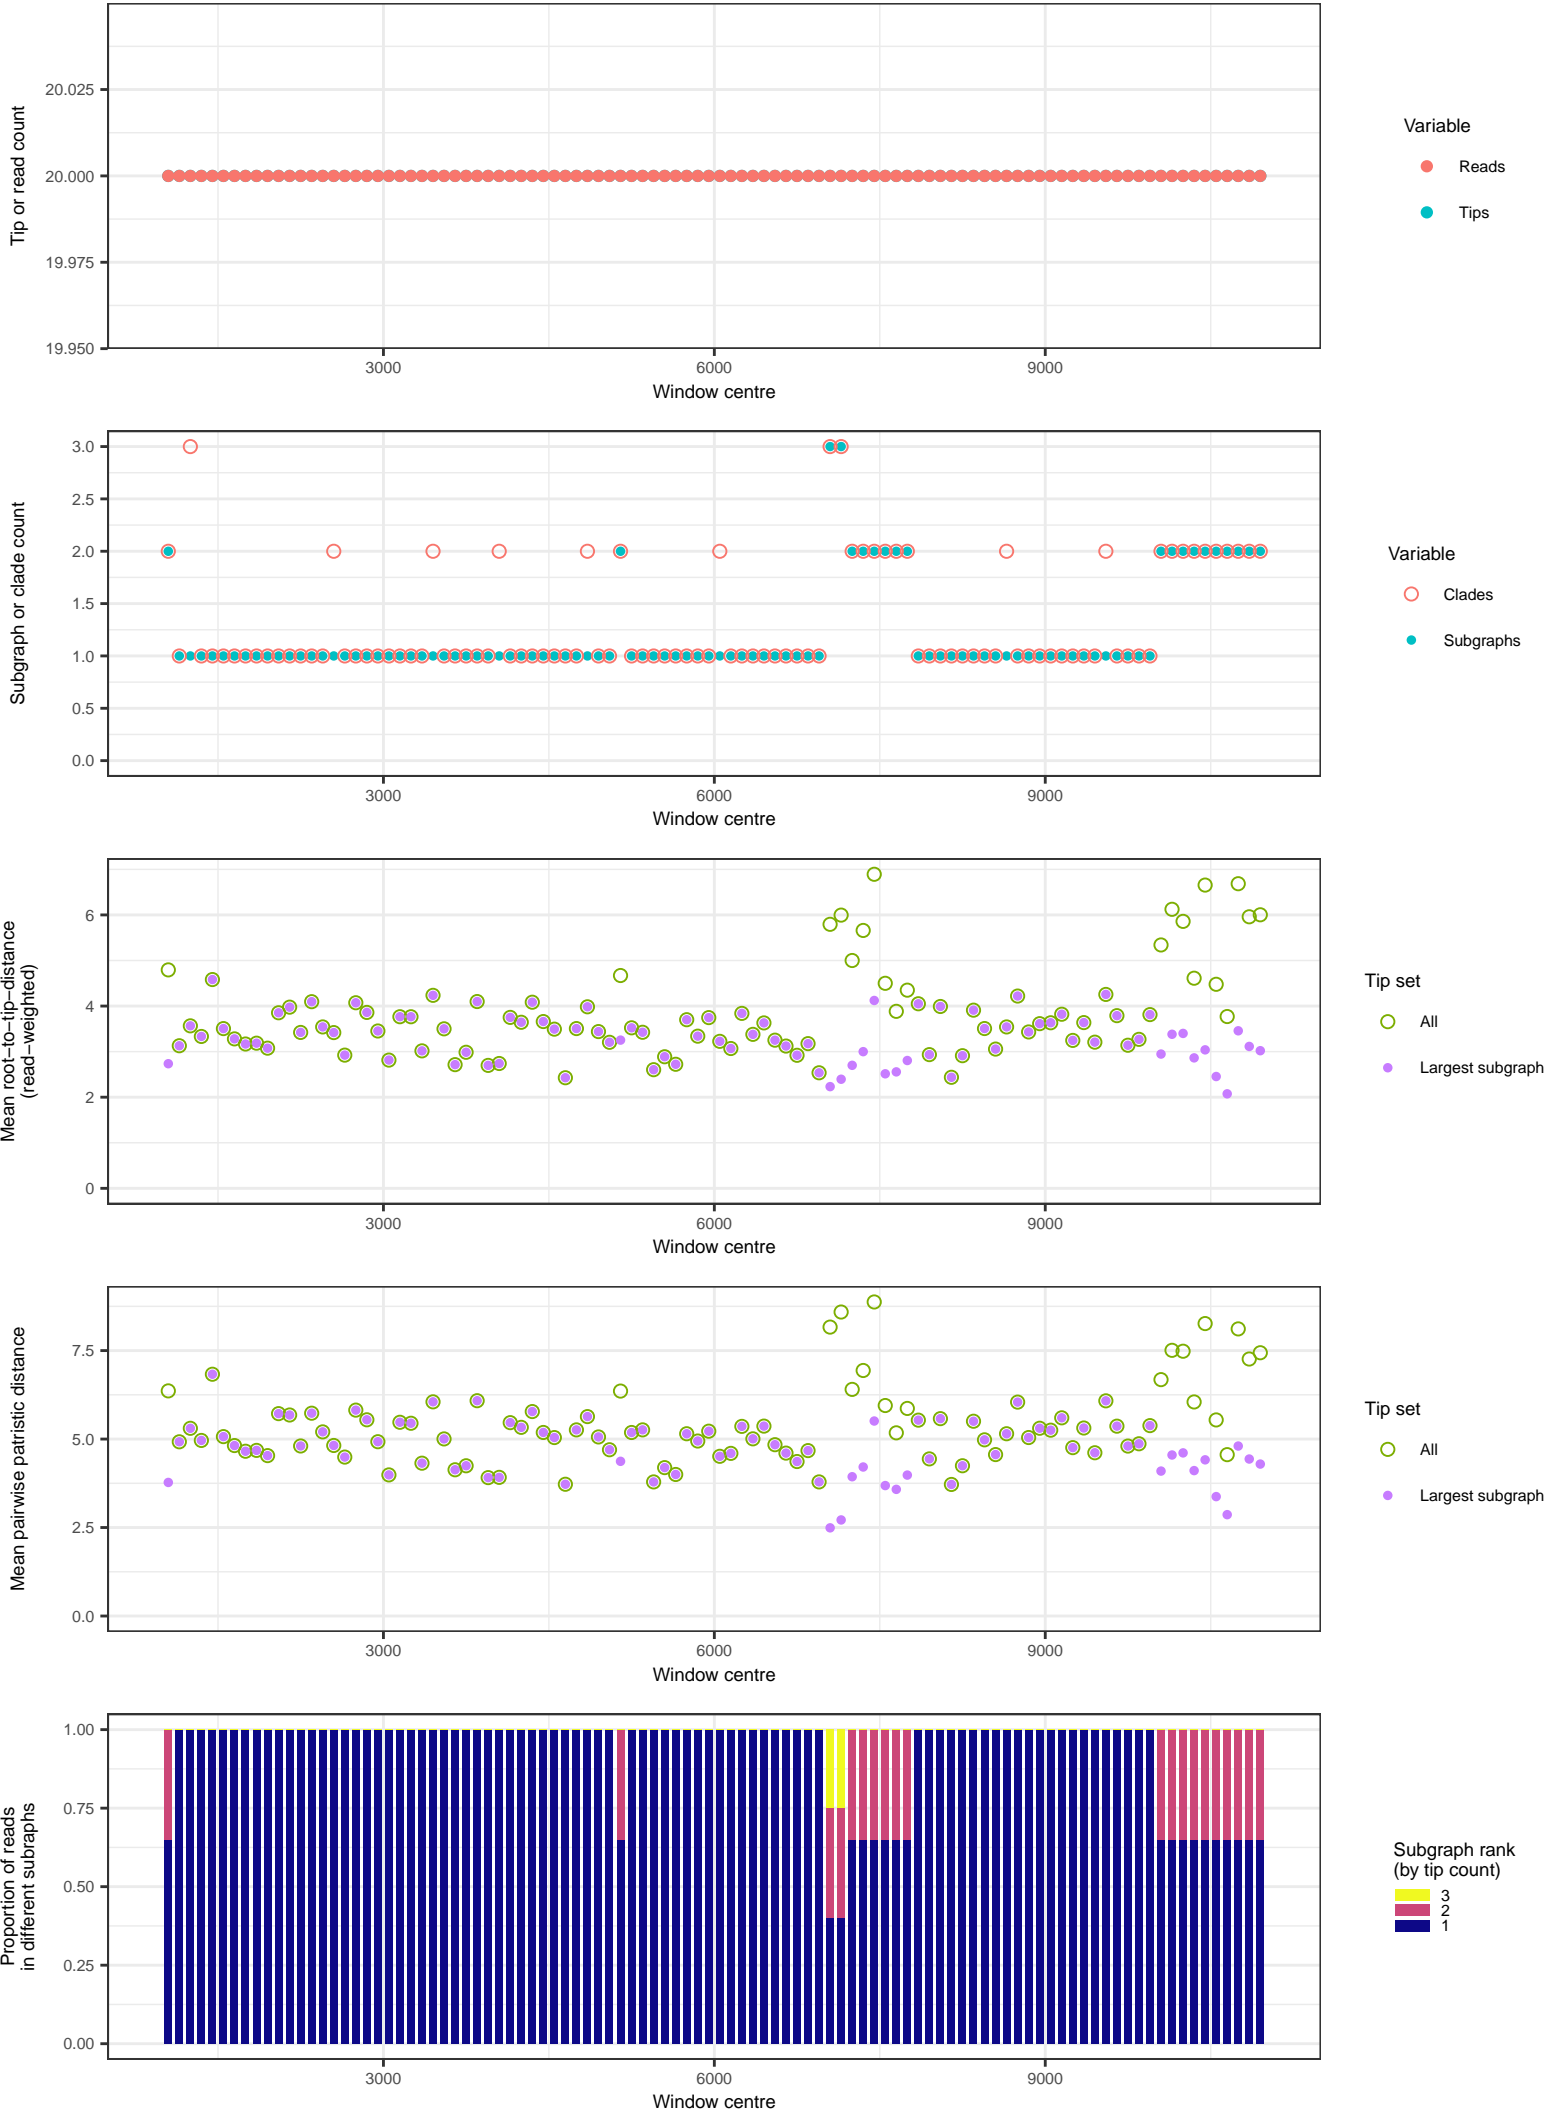 20.025
20.000
19.975
19.950
Tip or read count
3000 6000 9000
Window centre
Variable
Reads
Tips
3.0
2.5
2.0
1.5
1.0
0.5
0.0
Subgraph or clade count
3000 6000 9000
Window centre
Variable
Clades
Subgraphs
6
4
2
0
Mean root−to−tip−distance
(read−weighted)
3000 6000 9000
Window centre
Tip set
All
Largest subgraph
7.5
5.0
2.5
0.0
Mean pairwise patristic distance
3000 6000 9000
Window centre
Tip set
All
Largest subgraph
1.00
0.75
0.50
0.25
0.00
Proportion of reads
in different subraphs
3000 6000 9000
Window centre
Subgraph rank
(by tip count)
3
2
1